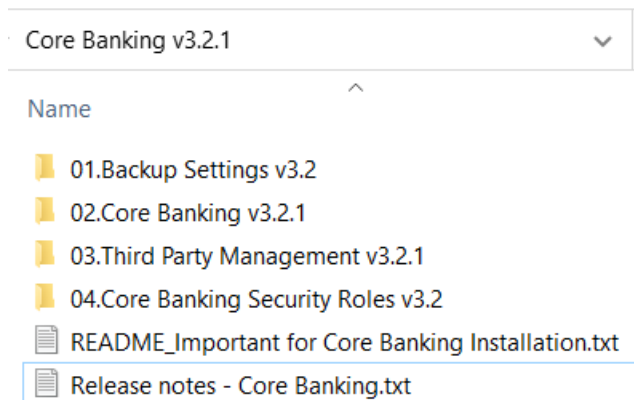 Core Banking v3.2.1
Name
01.Backup Settings v3.2
02.Core Banking v3.2.1
03.Third Party Management v3.2.1
04.Core Banking Security Roles v3.2
README_Important for Core Banking Installation.txt
Release notes - Core Banking.txt